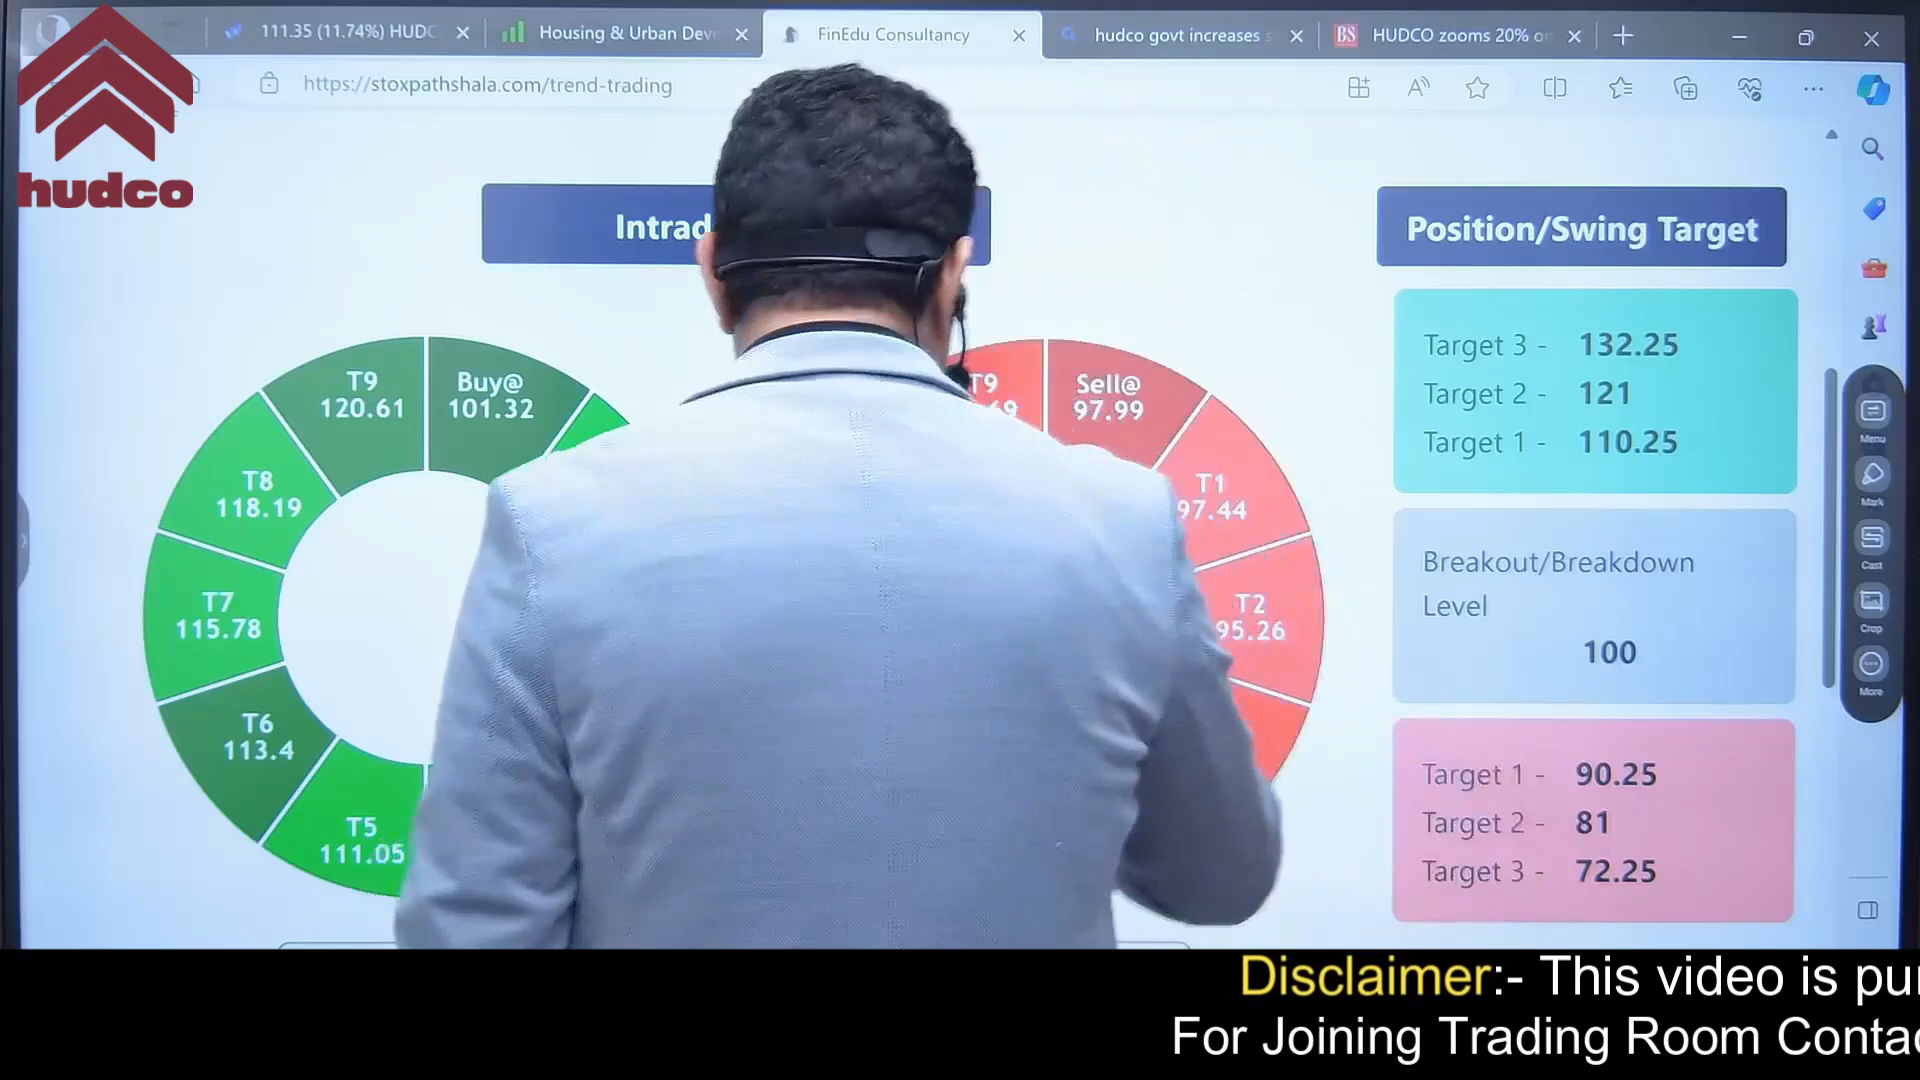 111.35 (11.74%) HUDC
Housing & Urban Deve
FinEdu Consultancy
hudco govt increases s
BS
HUDCO zooms 20% on
https://stoxpathshala.com/trend-trading
hudco
Intrad
Position/Swing Target
T9
120.61
Buy@
101.32
T8
118.19
T7
115.78
T6
113.4
T5
111.05
T9
Sell@
97.99
T1
97.44
T2
95.26
Target 3 - 132.25
Target 2 - 121
Target 1 - 110.25
Breakout/Breakdown
Level
100
Target 1 - 90.25
Target 2 - 81
Target 3 - 72.25
Menu
Mark
Cast
Crop
More
Disclaimer:- This video is pur
For Joining Trading Room Contac